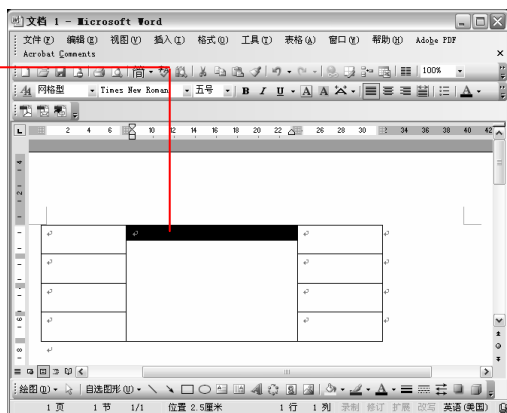 文档 1 - Microsoft Word
文件(F) 编辑(E) 视图(V) 插入(I) 格式(O) 工具(T) 表格(A) 窗口(W) 帮助(H) Adobe PDF
Acrobat Comments
简 100%
网格型 Times New Roman 五号 B I U A A A
L 2 4 6 10 12 14 16 18 20 22 26 28 30 32 34 36 38 40 42
绘图(D) 自选图形(U) A
1 页 1 节 1/1 位置 2.5厘米 1 行 1 列 录制 修订 扩展 改写 英语(美国)